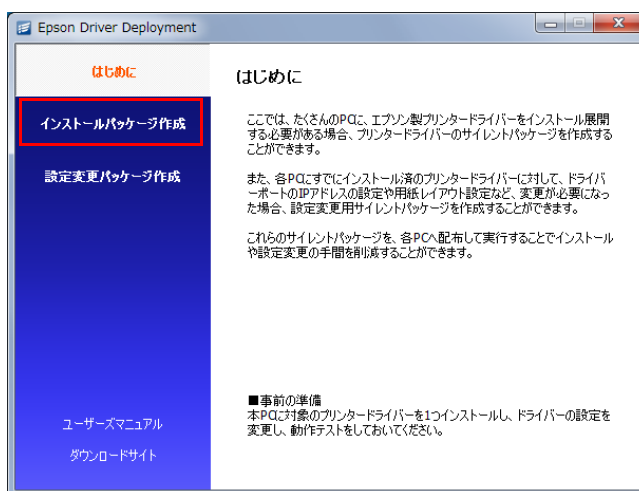 Epson Driver Deployment
はじめに
インストールパッケージ作成
設定変更パッケージ作成
ユーザーズマニュアル
ダウンロードサイト
はじめに
ここでは、たくさんのPCに、エプソン製プリンタードライバーをインストール展開
する必要がある場合、プリンタードライバーのサイレントパッケージを作成する
ことができます。
また、各PCにすでにインストール済のプリンタードライバーに対して、ドライバ
ーポートのIPアドレスの設定や用紙レイアウト設定など、変更が必要になっ
た場合、設定変更用サイレントパッケージを作成することができます。
これらのサイレントパッケージを、各PCへ配布して実行することでインストール
や設定変更の手間を削減することができます。
■事前の準備
本PCに対象のプリンタードライバーを1つインストールし、ドライバーの設定を
変更し、動作テストをしておいてください。